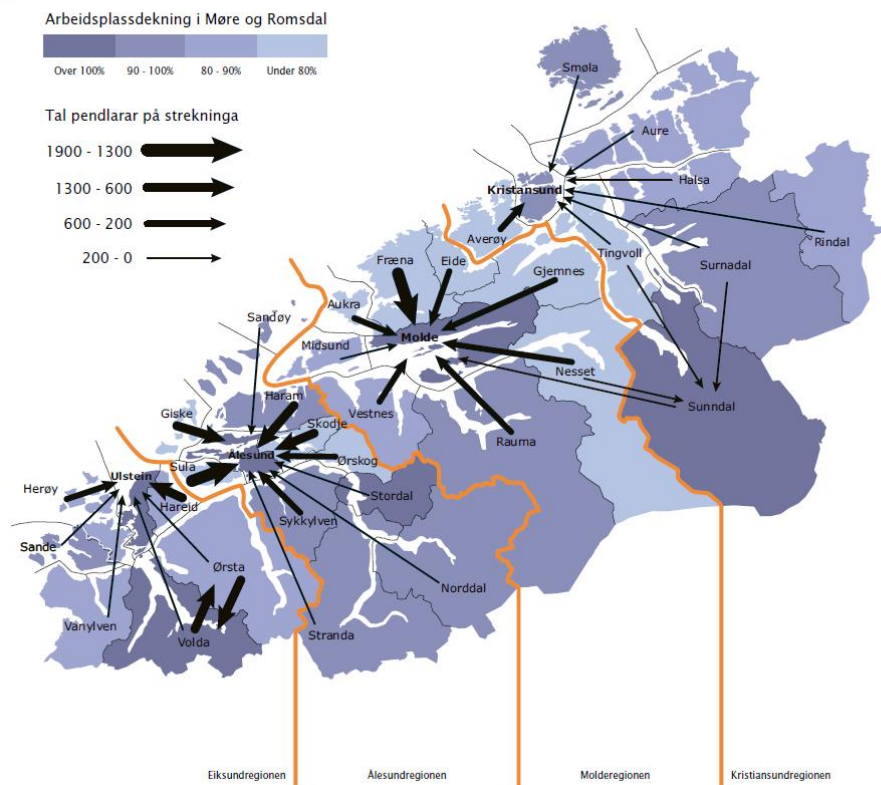 Arbeidsplassdekning i Møre og Romsdal
Over 100% 90 - 100% 80 - 90% Under 80%
Tal pendlarar på strekninga
1900 - 1300
1300 - 600
600 - 200
200 - 0
Smøla
Aure
Kristansund
Halsa
Averøy
Tingvoll
Rindal
Surnadal
Fræna
Eide
Gjemnes
Aukra
Sandøy
Molde
Midsund
Nesset
Sunndal
Haram
Vestnes
Giske
Skodje
Rauma
Ålesund
Ørskog
Sula
Ulstein
Herøy
Stordal
Hareid
Sykkylven
Sande
Ørsta
Norddal
Vanylven
Volda
Stranda
Eiksundregionen Ålesundregionen Molderegionen Kristiansundregionen